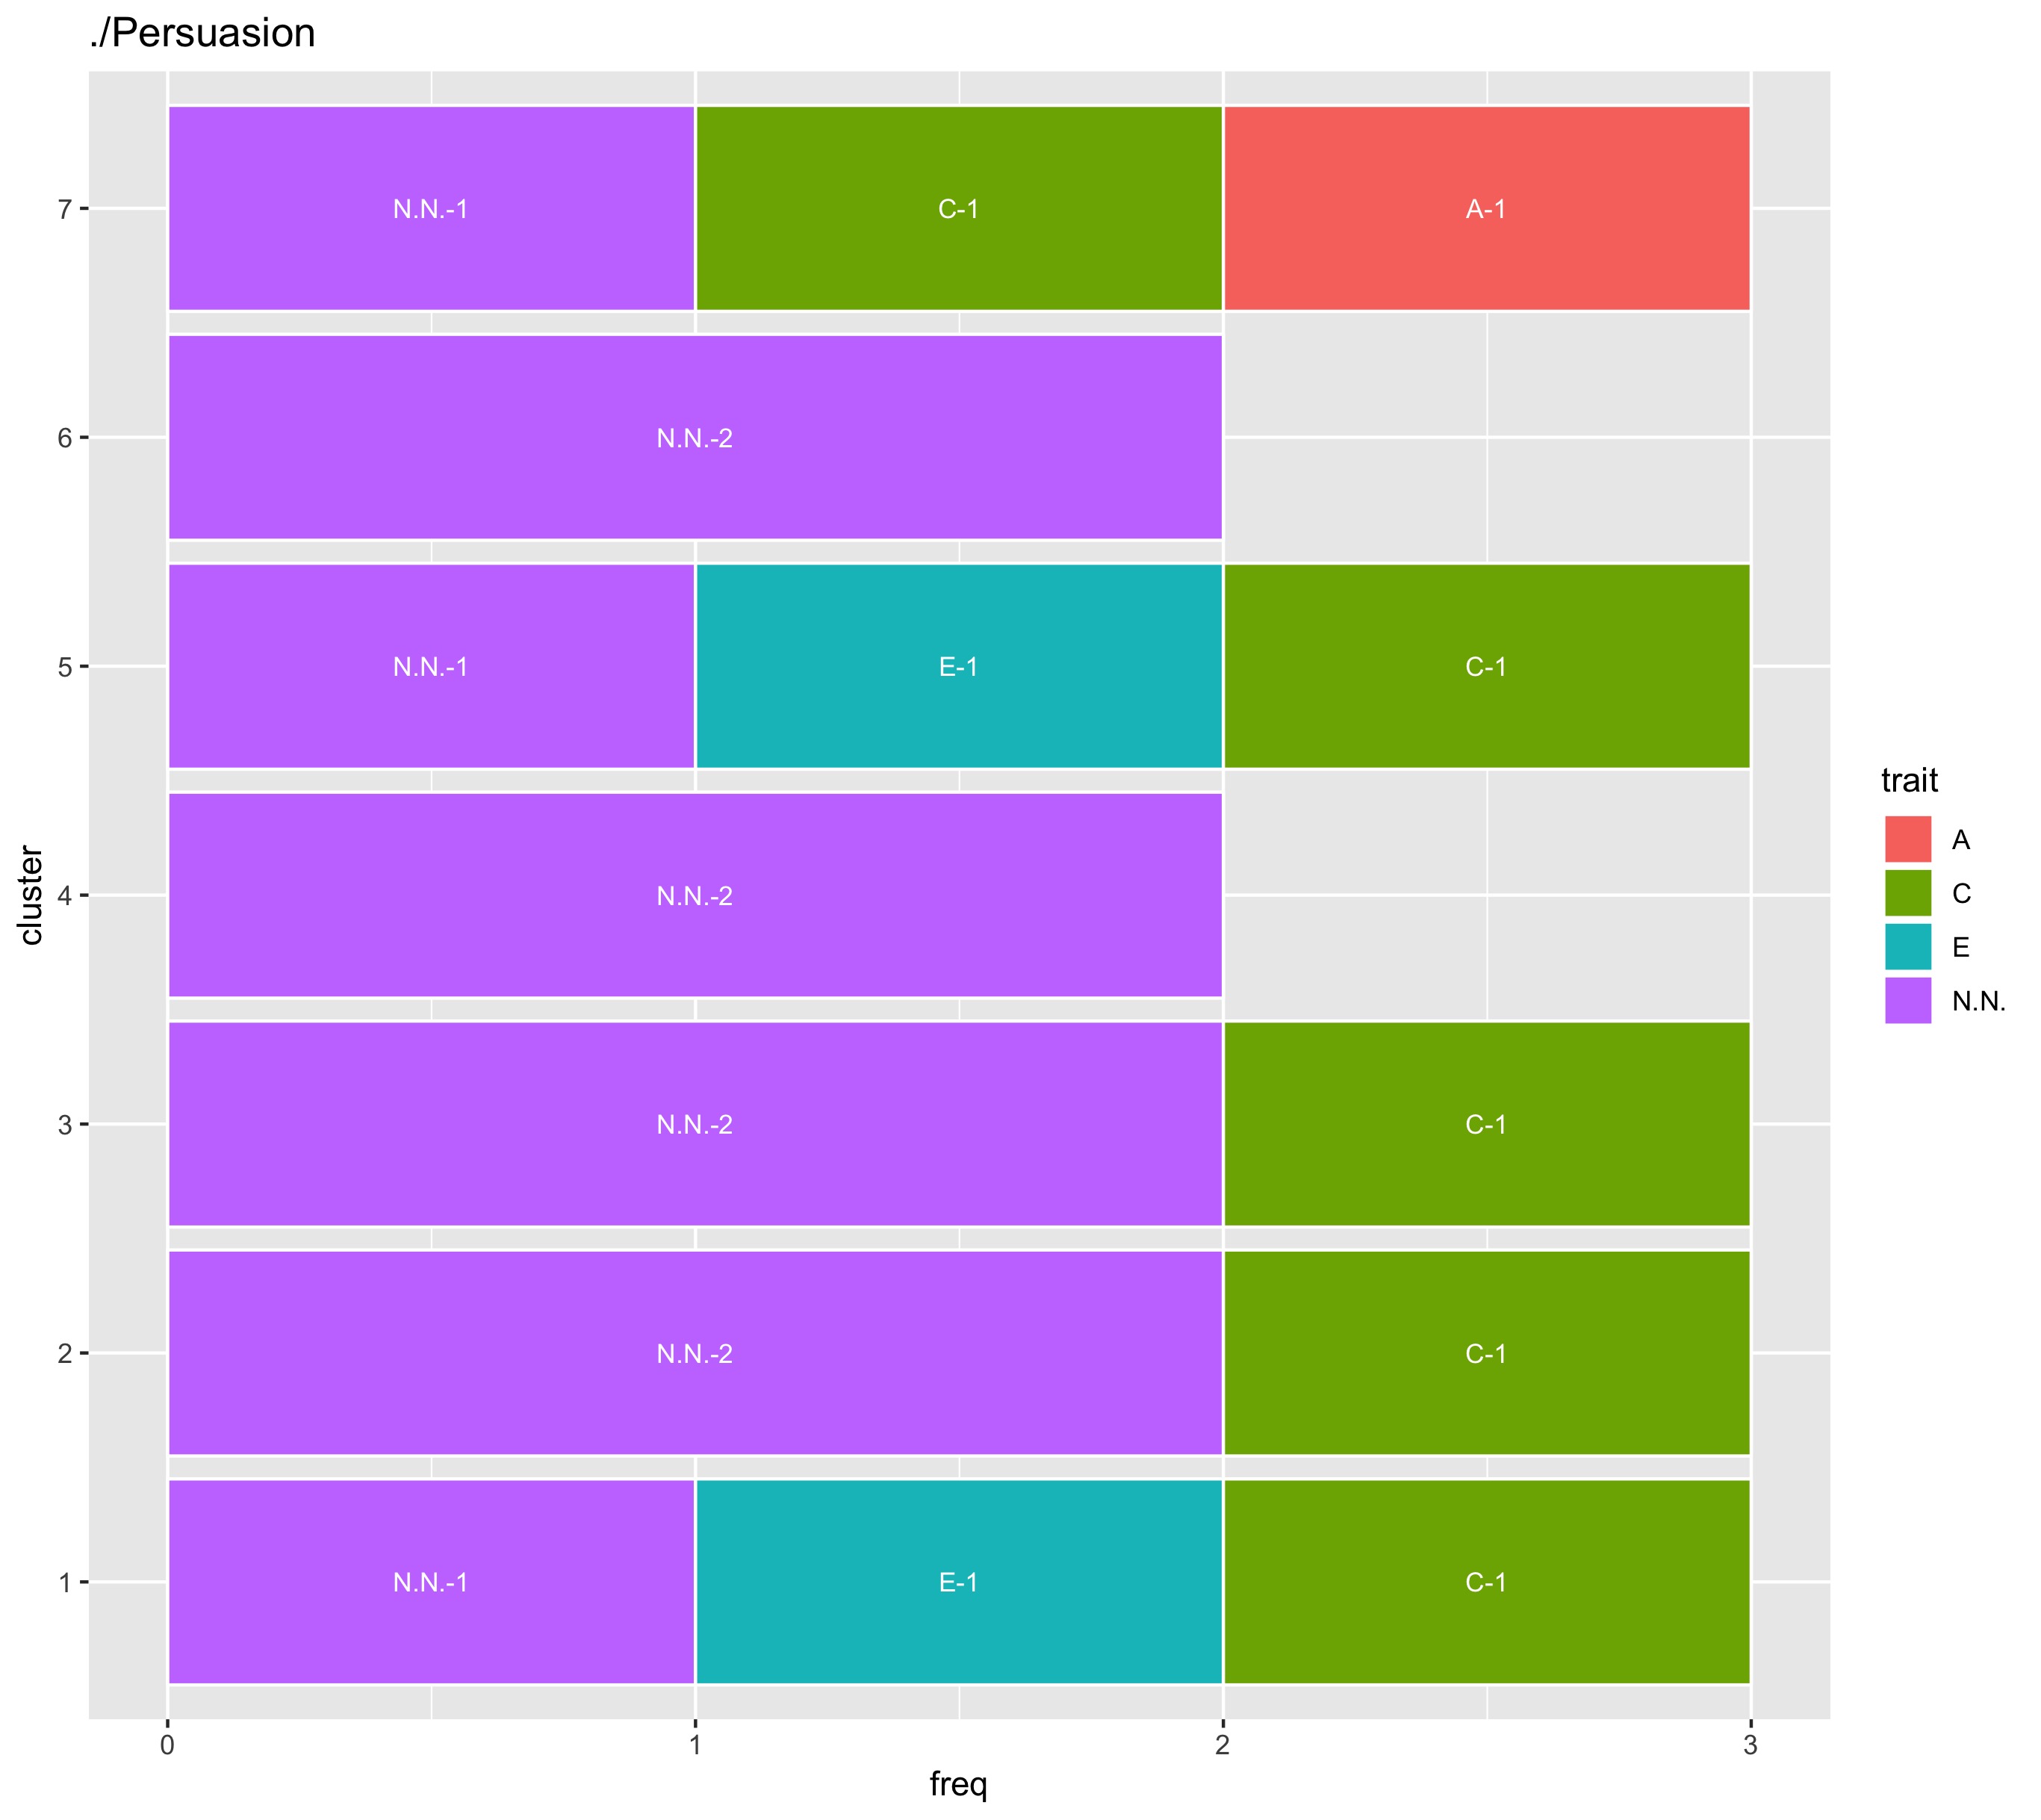 ./Persuasion
7
N.N.-1 C-1 A-1
6
N.N.-2
5
N.N.-1 E-1 C-1
4
N.N.-2
3
N.N.-2 C-1
2
N.N.-2 C-1
1
N.N.-1 E-1 C-1
0 1 2 3
freq
cluster
trait
A
C
E
N.N.